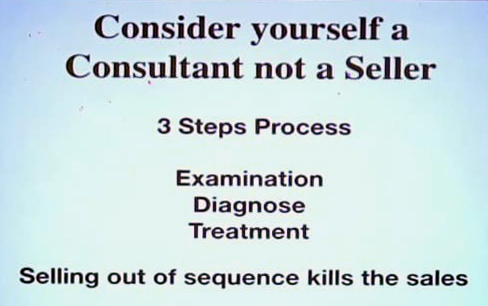 Consider yourself a
Consultant not a Seller
3 Steps Process
Examination
Diagnose
Treatment
Selling out of sequence kills the sales